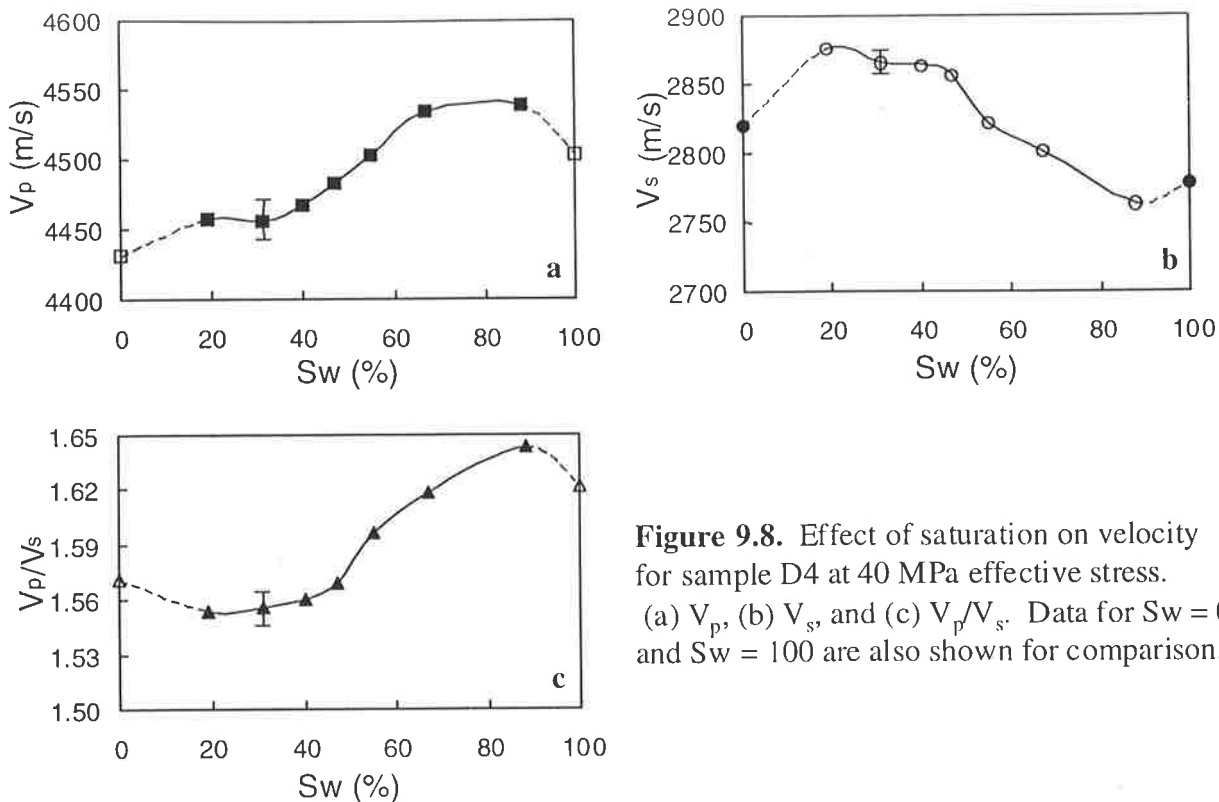 4600
4550
4500
4450
4400
Vp (m/s)
0 20 40 60 80 100
Sw (%)
a
2900
2850
2800
2750
2700
Vs (m/s)
0 20 40 60 80 100
Sw (%)
b
1.65
1.62
1.59
1.56
1.53
1.50
Vp/Vs
0 20 40 60 80 100
Sw (%)
c
Figure 9.8. Effect of saturation on velocity
for sample D4 at 40 MPa effective stress.
(a) Vp, (b) Vs, and (c) Vp/Vs. Data for Sw =
and Sw = 100 are also shown for comparison